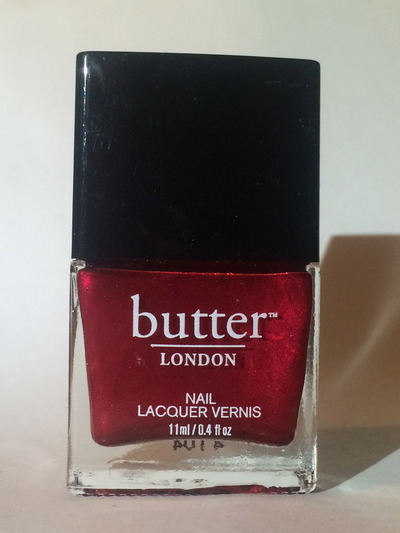 butter™
LONDON
NAIL
LACQUER VERNIS
11ml / 0.4 fl oz